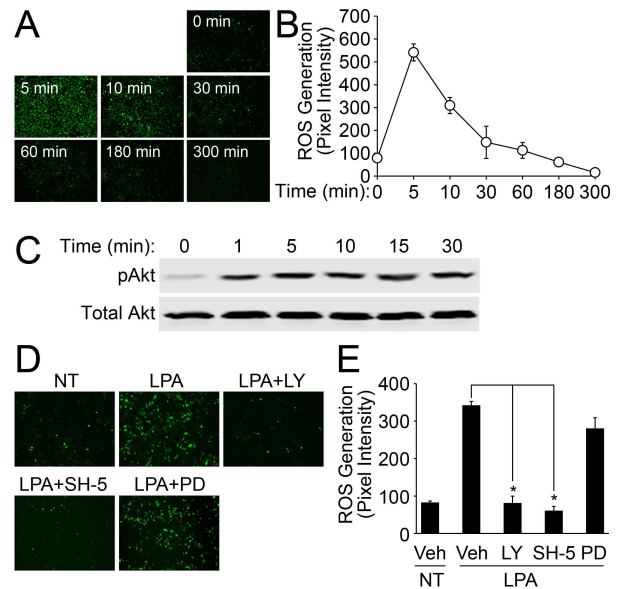 A
0 min
5 min
10 min
30 min
60 min
180 min
300 min
B
ROS Generation
(Pixel Intensity)
700
600
500
400
300
200
100
0
Time (min):
0 5 10 30 60 180 300
C
Time (min): 0 1 5 10 15 30
pAkt
Total Akt
D
NT LPA LPA+LY
LPA+SH-5 LPA+PD
E
ROS Generation
(Pixel Intensity)
400
300
200
100
0
* *
Veh Veh LY SH-5 PD
NT LPA